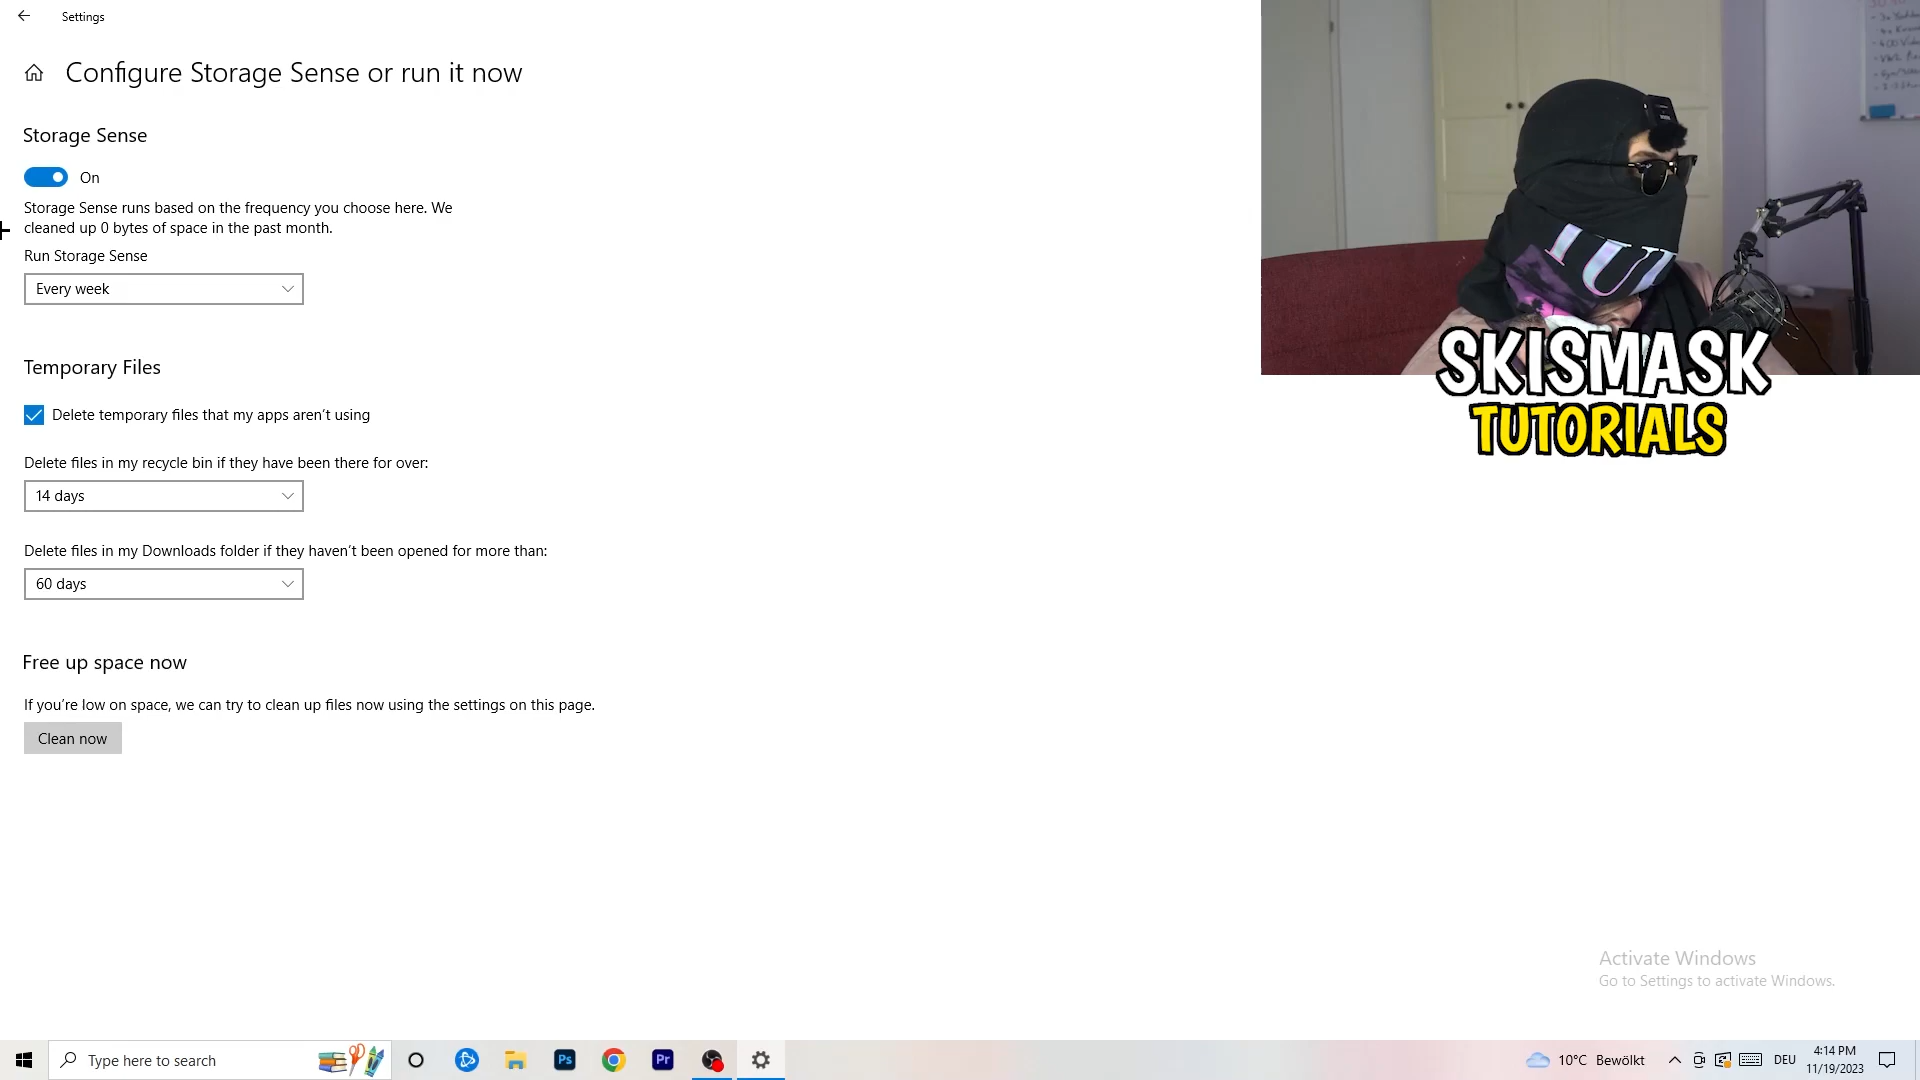 Settings
Configure Storage Sense or run it now
Storage Sense
On
Storage Sense runs based on the frequency you choose here. We
cleaned up 0 bytes of space in the past month.
Run Storage Sense
Every week
Temporary Files
Delete temporary files that my apps aren't using
Delete files in my recycle bin if they have been there for over:
14 days
Delete files in my Downloads folder if they haven't been opened for more than:
60 days
Free up space now
If you're low on space, we can try to clean up files now using the settings on this page.
Clean now
SKISMASK
TUTORIALS
Activate Windows
Go to Settings to activate Windows.
Type here to search
Ps
Pr
10°C Bewölkt
DEU
4:14 PM
11/19/2023